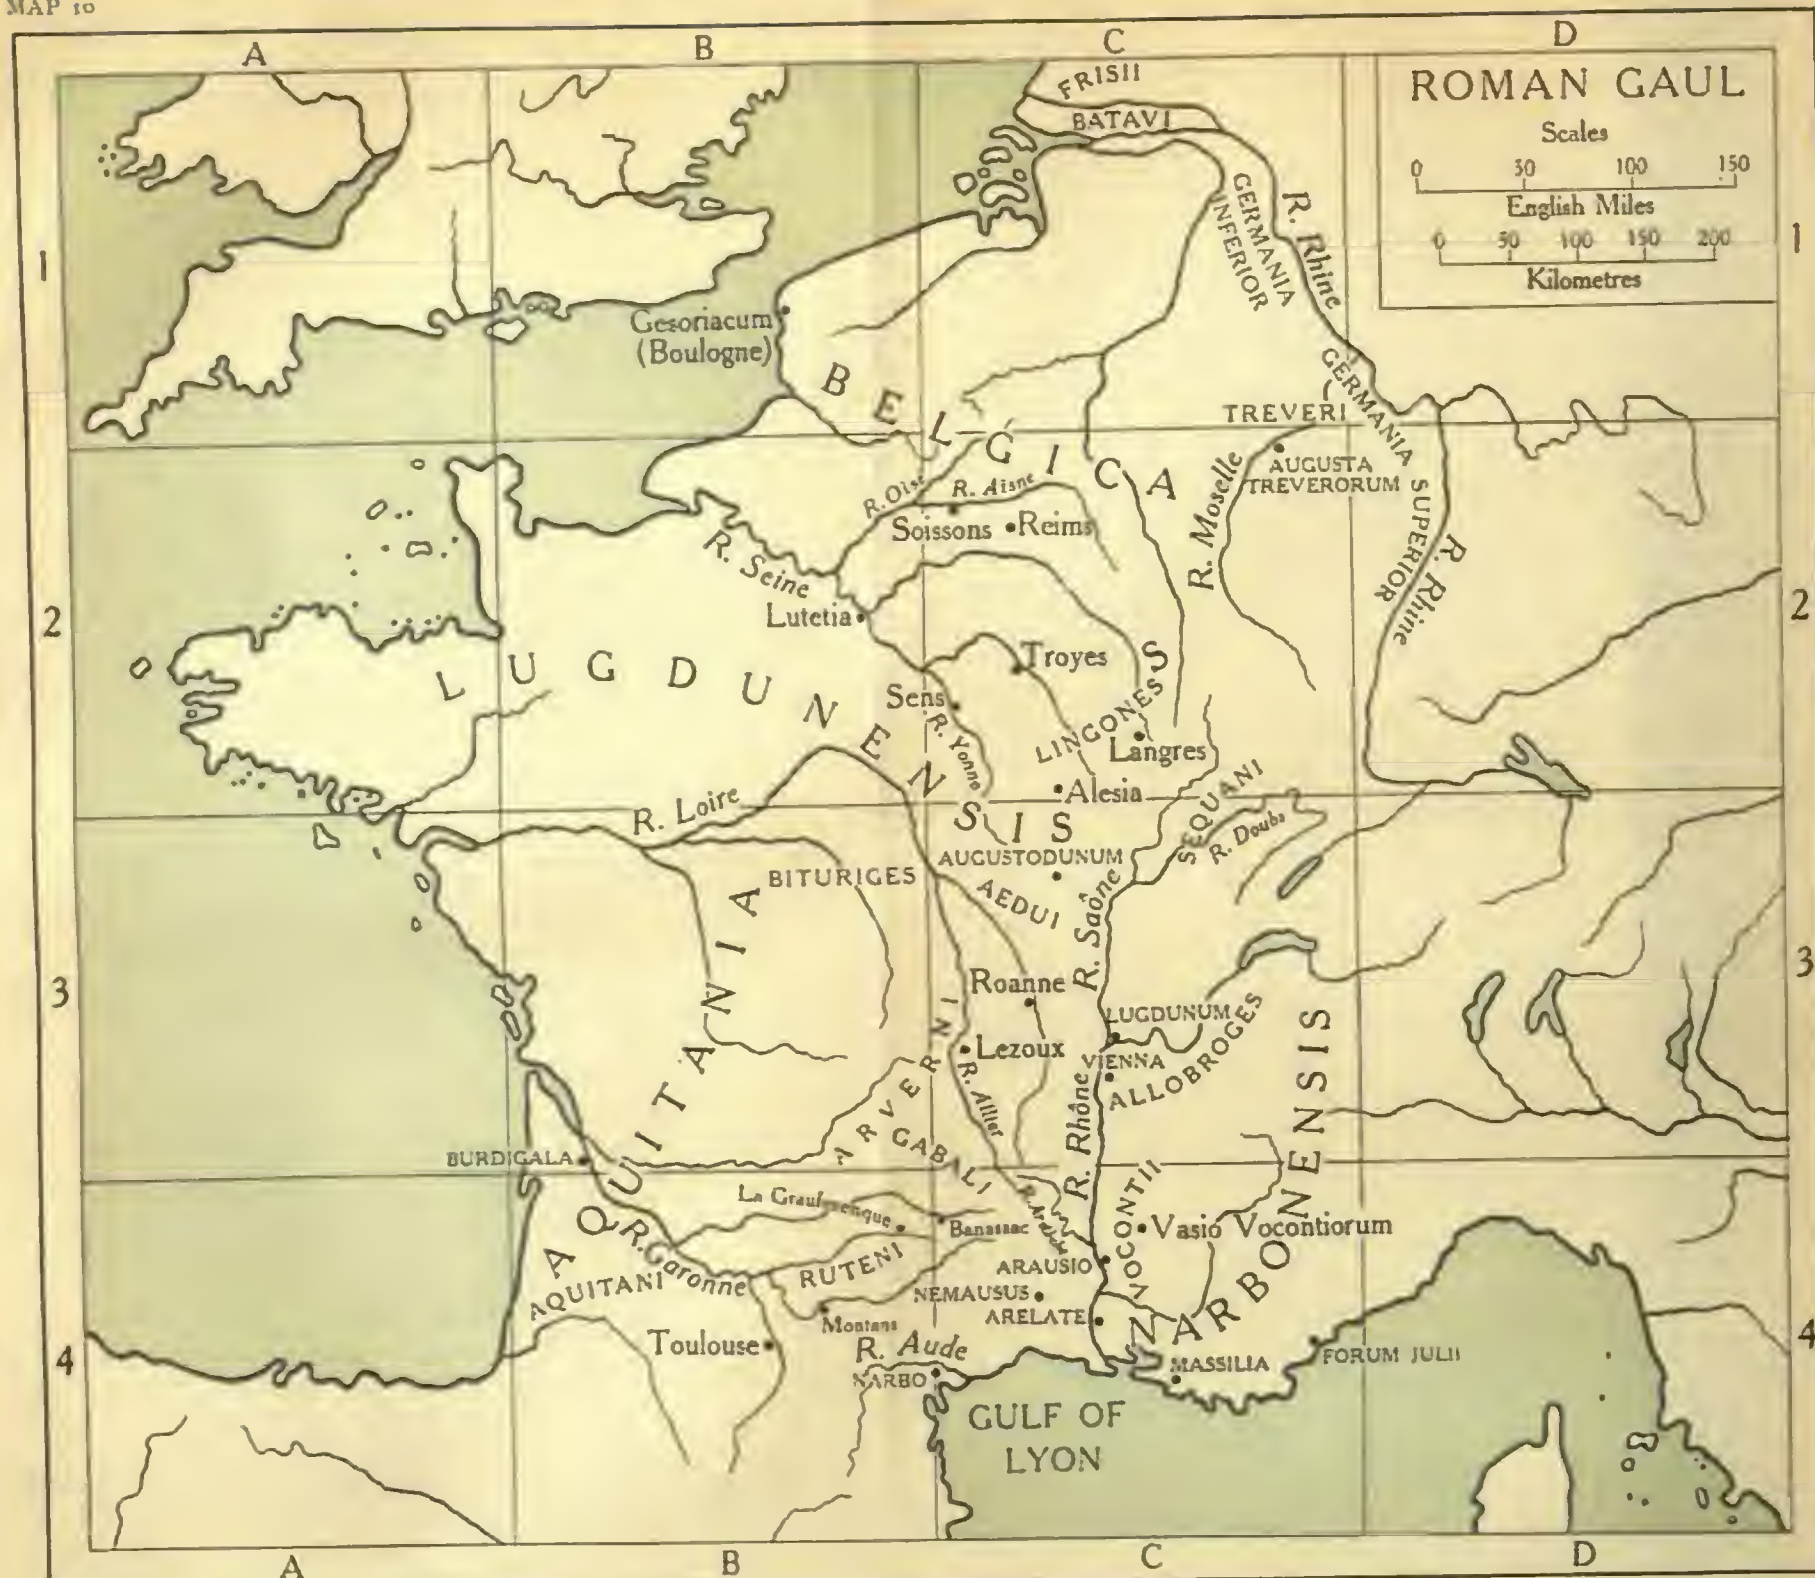 MAP 10
A
B
C
D
ROMAN GAUL
Scales
0 50 100 150
English Miles
0 50 100 150 200
Kilometres
1
1
FRISII
BATAVI
GERMANIA
INFERIOR
R. Rhine
Gesoriacum
(Boulogne)
BELGICA
TREVERI
GERMANIA SUPERIOR
AUGUSTA
TREVERORUM
R. Moselle
R. Oise
R. Aisne
Soissons
Reims
R. Rhine
R. Seine
2
2
Lutetia
Troyes
LUGDUNENSIS
Sens
R. Yonne
LINGONES
S
Langres
Alesia
SEQUANI
R. Doubs
R. Loire
AUGUSTODUNUM
BITURIGES
AEDUI
R. Saône
3
3
AQUITANIA
Roanne
LUGDUNUM
Lezoux
VIENNA
ALLOBROGES
ARVERNI
R. Allier
R. Rhône
GABALI
NARBONENSIS
BURDIGALA
La Graufesenque
Banassac
R. Ardeche
VOCONTII
Vasio Vocontiorum
R. Garonne
RUTENI
ARAUSIO
AQUITANI
NEMAUSUS
ARELATE
Montans
Toulouse
R. Aude
4
4
NARBO
MASSILIA
FORUM JULII
GULF OF
LYON
A
B
C
D